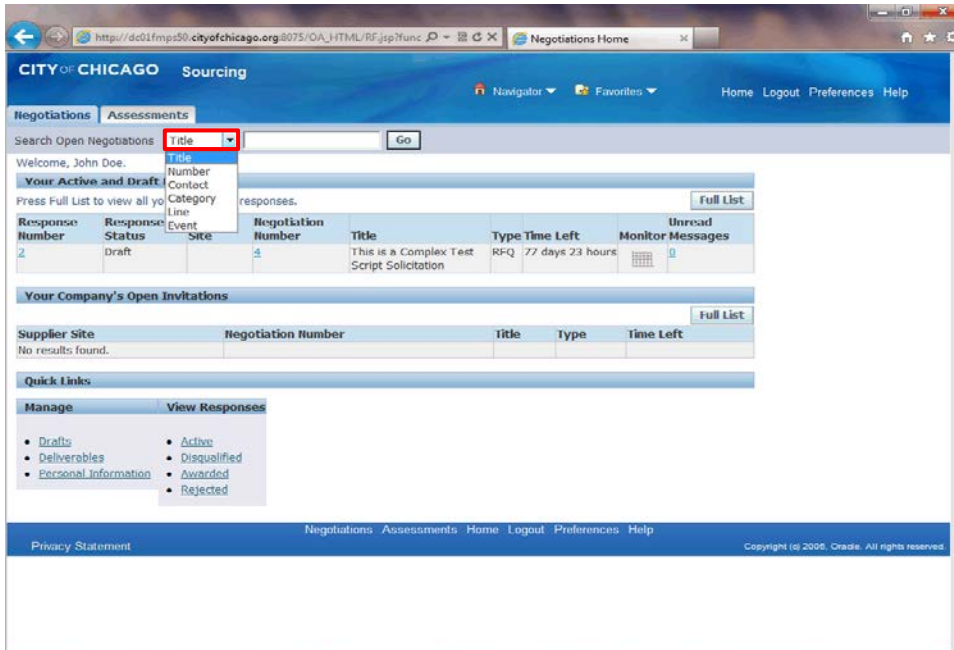 http://dc01fmps50.cityofchicago.org:8075/OA_HTML/RF.jsp?func
Negotiations Home
CITY OF CHICAGO Sourcing
Navigator Favorites Home Logout Preferences Help
Negotiations Assessments
Search Open Negotiations Title Go
Title
Number
Contact
Category
Line
Event
Welcome, John Doe.
Your Active and Draft
Press Full List to view all yo responses. Full List
Response Number Response Status Site Negotiation Number Title Type Time Left Monitor Unread Messages
2 Draft 4 This is a Complex Test Script Solicitation RFQ 77 days 23 hours 0
Your Company's Open Invitations
Full List
Supplier Site Negotiation Number Title Type Time Left
No results found.
Quick Links
Manage View Responses
Drafts Active
Deliverables Disqualified
Personal Information Awarded
Rejected
Negotiations Assessments Home Logout Preferences Help
Privacy Statement Copyright (c) 2006, Oracle. All rights reserved.